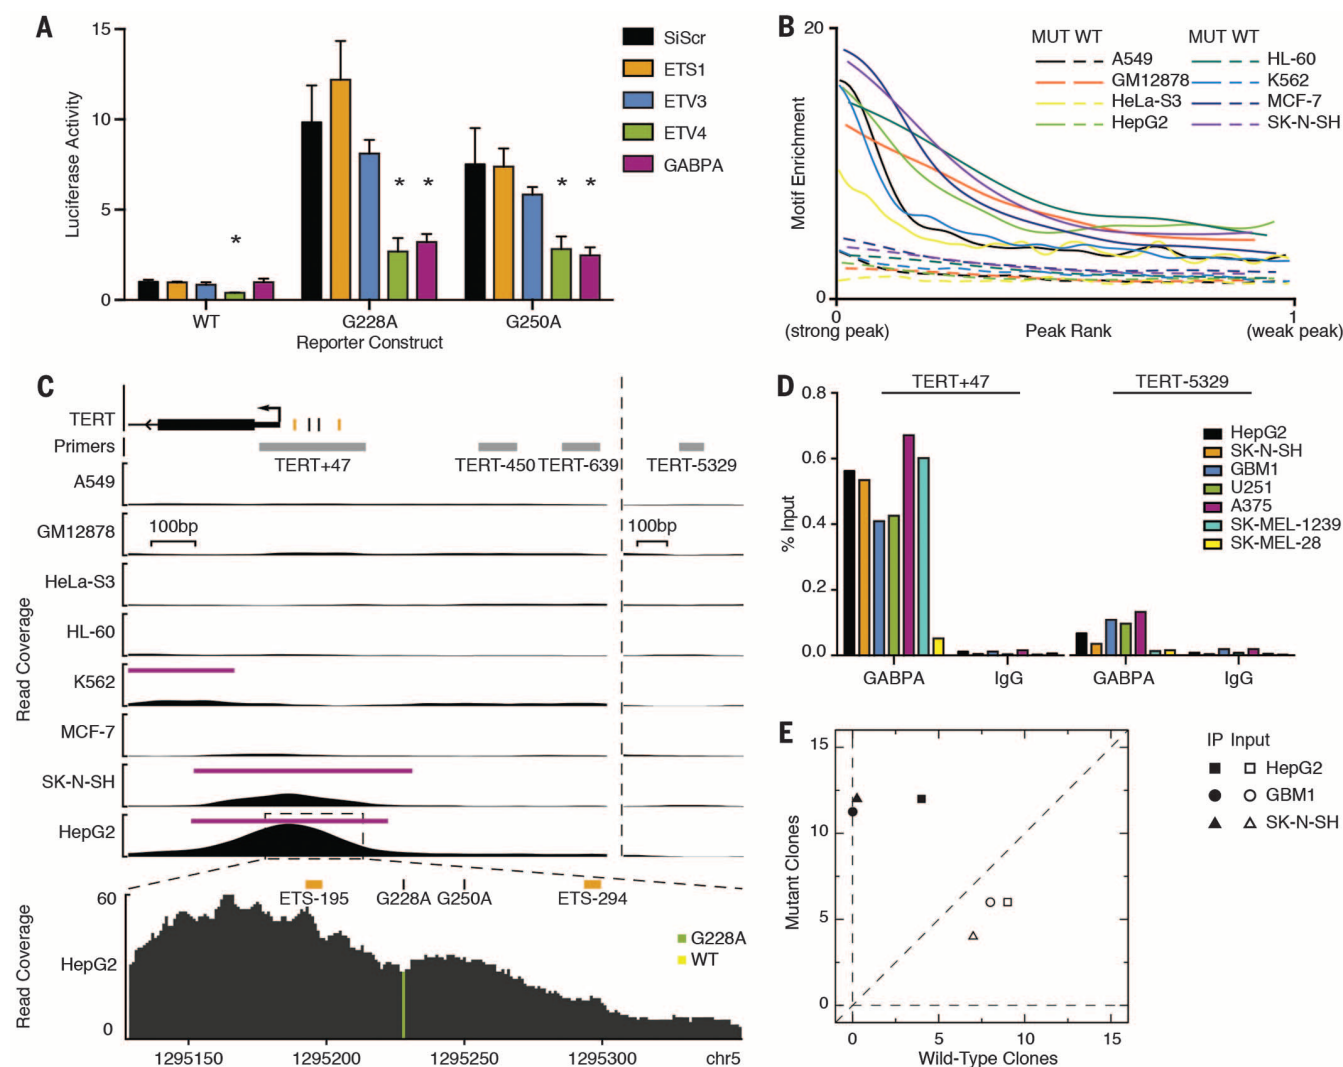 A
15
10
5
0
Luciferase Activity
SiScr
ETS1
ETV3
ETV4
GABPA
*
* *
* *
WT G228A G250A
Reporter Construct
B
20
0
Motif Enrichment
MUT WT MUT WT
A549 HL-60
GM12878 K562
HeLa-S3 MCF-7
HepG2 SK-N-SH
0 1
(strong peak) Peak Rank (weak peak)
C
TERT
Primers
TERT+47 TERT-450 TERT-639 TERT-5329
Read Coverage
A549
GM12878
100bp 100bp
HeLa-S3
HL-60
K562
MCF-7
SK-N-SH
HepG2
Read Coverage
60
HepG2
0
ETS-195 G228A G250A ETS-294
G228A
WT
1295150 1295200 1295250 1295300 chr5
D
TERT+47 TERT-5329
0.8
0.6
0.4
0.2
0.0
% Input
HepG2
SK-N-SH
GBM1
U251
A375
SK-MEL-1239
SK-MEL-28
GABPA IgG GABPA IgG
E
15
10
5
0
Mutant Clones
0 5 10 15
Wild-Type Clones
IP Input
HepG2
GBM1
SK-N-SH